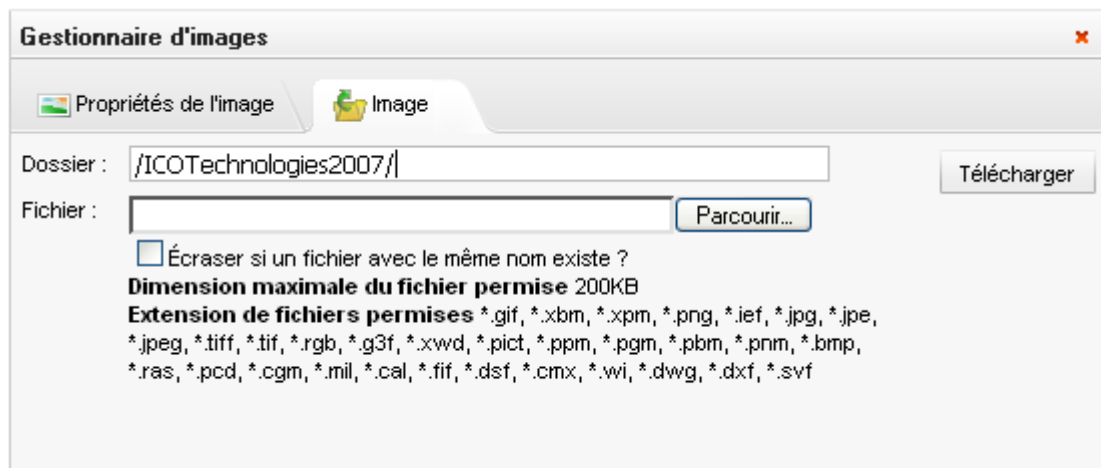 Gestionnaire d'images
Propriétés de l'image
Image
Dossier : /ICOTechnologies2007/
Télécharger
Fichier : Parcourir...
Écraser si un fichier avec le même nom existe ?
Dimension maximale du fichier permise 200KB
Extension de fichiers permises *.gif, *.xbm, *.xpm, *.png, *.ief, *.jpg, *.jpe,
*.jpeg, *.tiff, *.tif, *.rgb, *.g3f, *.xwd, *.pict, *.ppm, *.pgm, *.pbm, *.pnm, *.bmp,
*.ras, *.pcd, *.cgm, *.mil, *.cal, *.fif, *.dsf, *.cmx, *.wi, *.dwg, *.dxf, *.svf